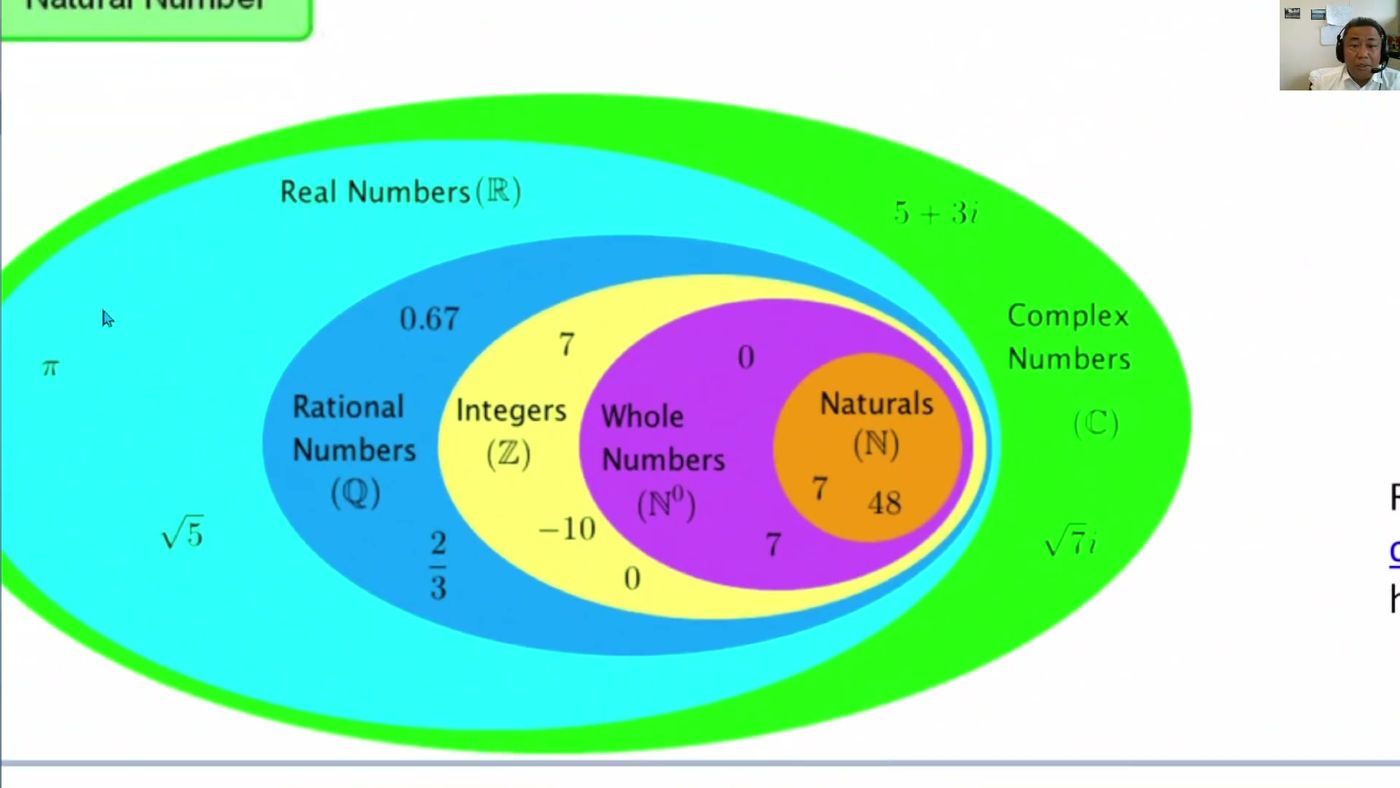 Natural Number
Real Numbers (ℝ)
5 + 3i
0.67
7
0
Complex
Numbers
(ℂ)
π
Rational
Numbers
(ℚ)
Integers
(ℤ)
Whole
Numbers
(ℕ⁰)
Naturals
(ℕ)
7 48
√5
2/3
−10
0
7
√7i